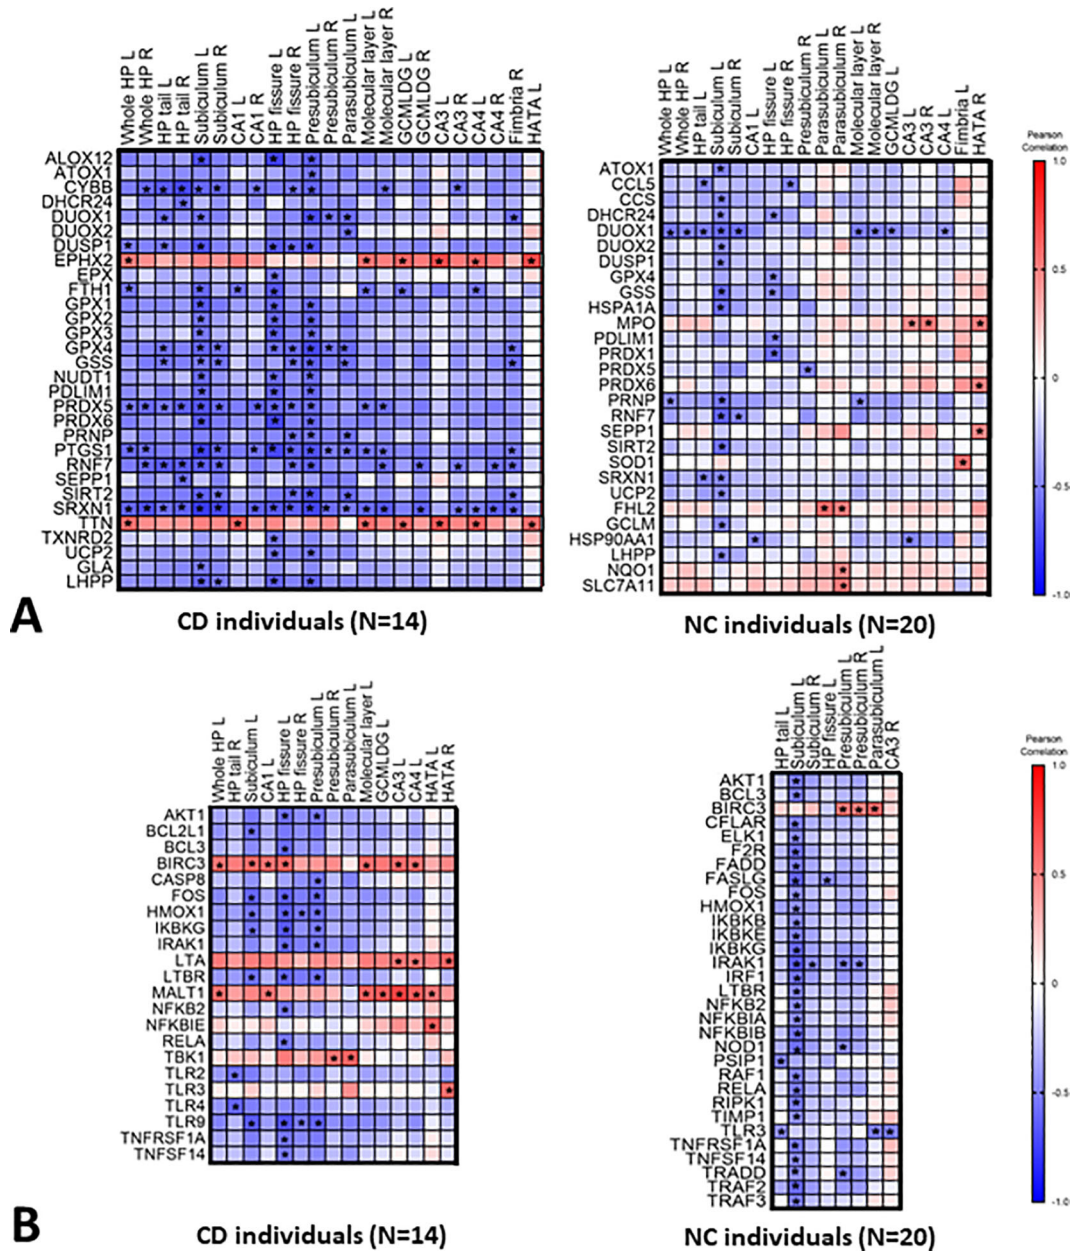 Whole HP L
Whole HP R
HP tail L
HP tail R
Subiculum L
Subiculum R
CA1 L
CA1 R
HP fissure L
HP fissure R
Presubiculum L
Presubiculum R
Parasubiculum L
Molecular layer L
Molecular layer R
GCMLDG L
GCMLDG R
CA3 L
CA3 R
CA4 L
CA4 R
Fimbria R
HATA L
ALOX12
ATOX1
CYBB
DHCR24
DUOX1
DUOX2
DUSP1
EPHX2
EPX
FTH1
GPX1
GPX2
GPX3
GPX4
GSS
NUDT1
PDLIM1
PRDX5
PRDX6
PRNP
PTGS1
RNF7
SEPP1
SIRT2
SRXN1
TTN
TXNRD2
UCP2
GLA
LHPP
A
CD individuals (N=14)
Whole HP L
Whole HP R
HP tail L
Subiculum L
Subiculum R
CA1 L
HP fissure L
HP fissure R
Presubiculum R
Parasubiculum L
Parasubiculum R
Molecular layer L
Molecular layer R
GCMLDG L
CA3 L
CA3 R
CA4 L
Fimbria L
HATA R
ATOX1
CCL5
CCS
DHCR24
DUOX1
DUOX2
DUSP1
GPX4
GSS
HSPA1A
MPO
PDLIM1
PRDX1
PRDX5
PRDX6
PRNP
RNF7
SEPP1
SIRT2
SOD1
SRXN1
UCP2
FHL2
GCLM
HSP90AA1
LHPP
NQO1
SLC7A11
NC individuals (N=20)
Pearson
Correlation
1.0
0.5
0
-0.5
-1.0
Whole HP L
HP tail R
Subiculum L
CA1 L
HP fissure L
HP fissure R
Presubiculum L
Presubiculum R
Parasubiculum L
Molecular layer L
GCMLDG L
CA3 L
CA4 L
HATA L
HATA R
AKT1
BCL2L1
BCL3
BIRC3
CASP8
FOS
HMOX1
IKBKG
IRAK1
LTA
LTBR
MALT1
NFKB2
NFKBIE
RELA
TBK1
TLR2
TLR3
TLR4
TLR9
TNFRSF1A
TNFSF14
B
CD individuals (N=14)
HP tail L
Subiculum L
Subiculum R
HP fissure L
Presubiculum L
Presubiculum R
Parasubiculum L
CA3 R
AKT1
BCL3
BIRC3
CFLAR
ELK1
F2R
FADD
FASLG
FOS
HMOX1
IKBKB
IKBKE
IKBKG
IRAK1
IRF1
LTBR
NFKB2
NFKBIA
NFKBIB
NOD1
PSIP1
RAF1
RELA
RIPK1
TIMP1
TLR3
TNFRSF1A
TNFSF14
TRADD
TRAF2
TRAF3
NC individuals (N=20)
Pearson
Correlation
1.0
0.5
0
-0.5
-1.0